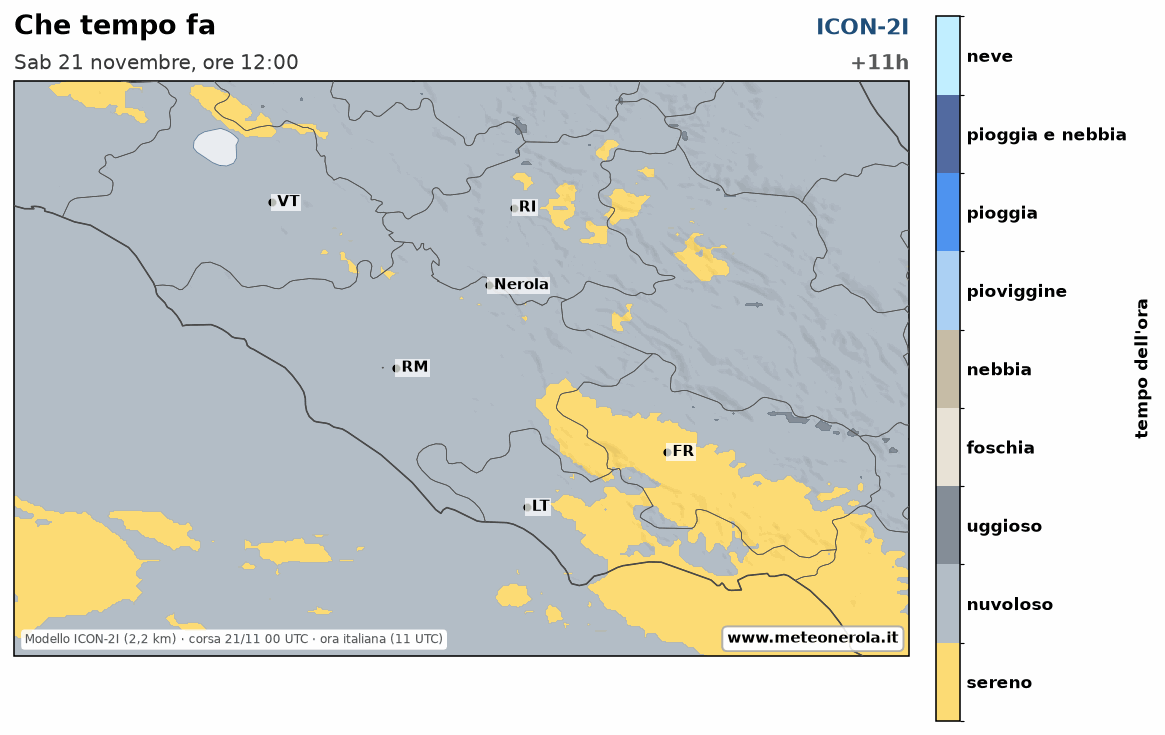 Che tempo fa
ICON-2I
Sab 21 novembre, ore 12:00
+11h
neve
pioggia e nebbia
pioggia
pioviggine
nebbia
foschia
uggioso
nuvoloso
sereno
tempo dell'ora
VT
RI
Nerola
RM
FR
LT
Modello ICON-2I (2,2 km) · corsa 21/11 00 UTC · ora italiana (11 UTC)
www.meteonerola.it